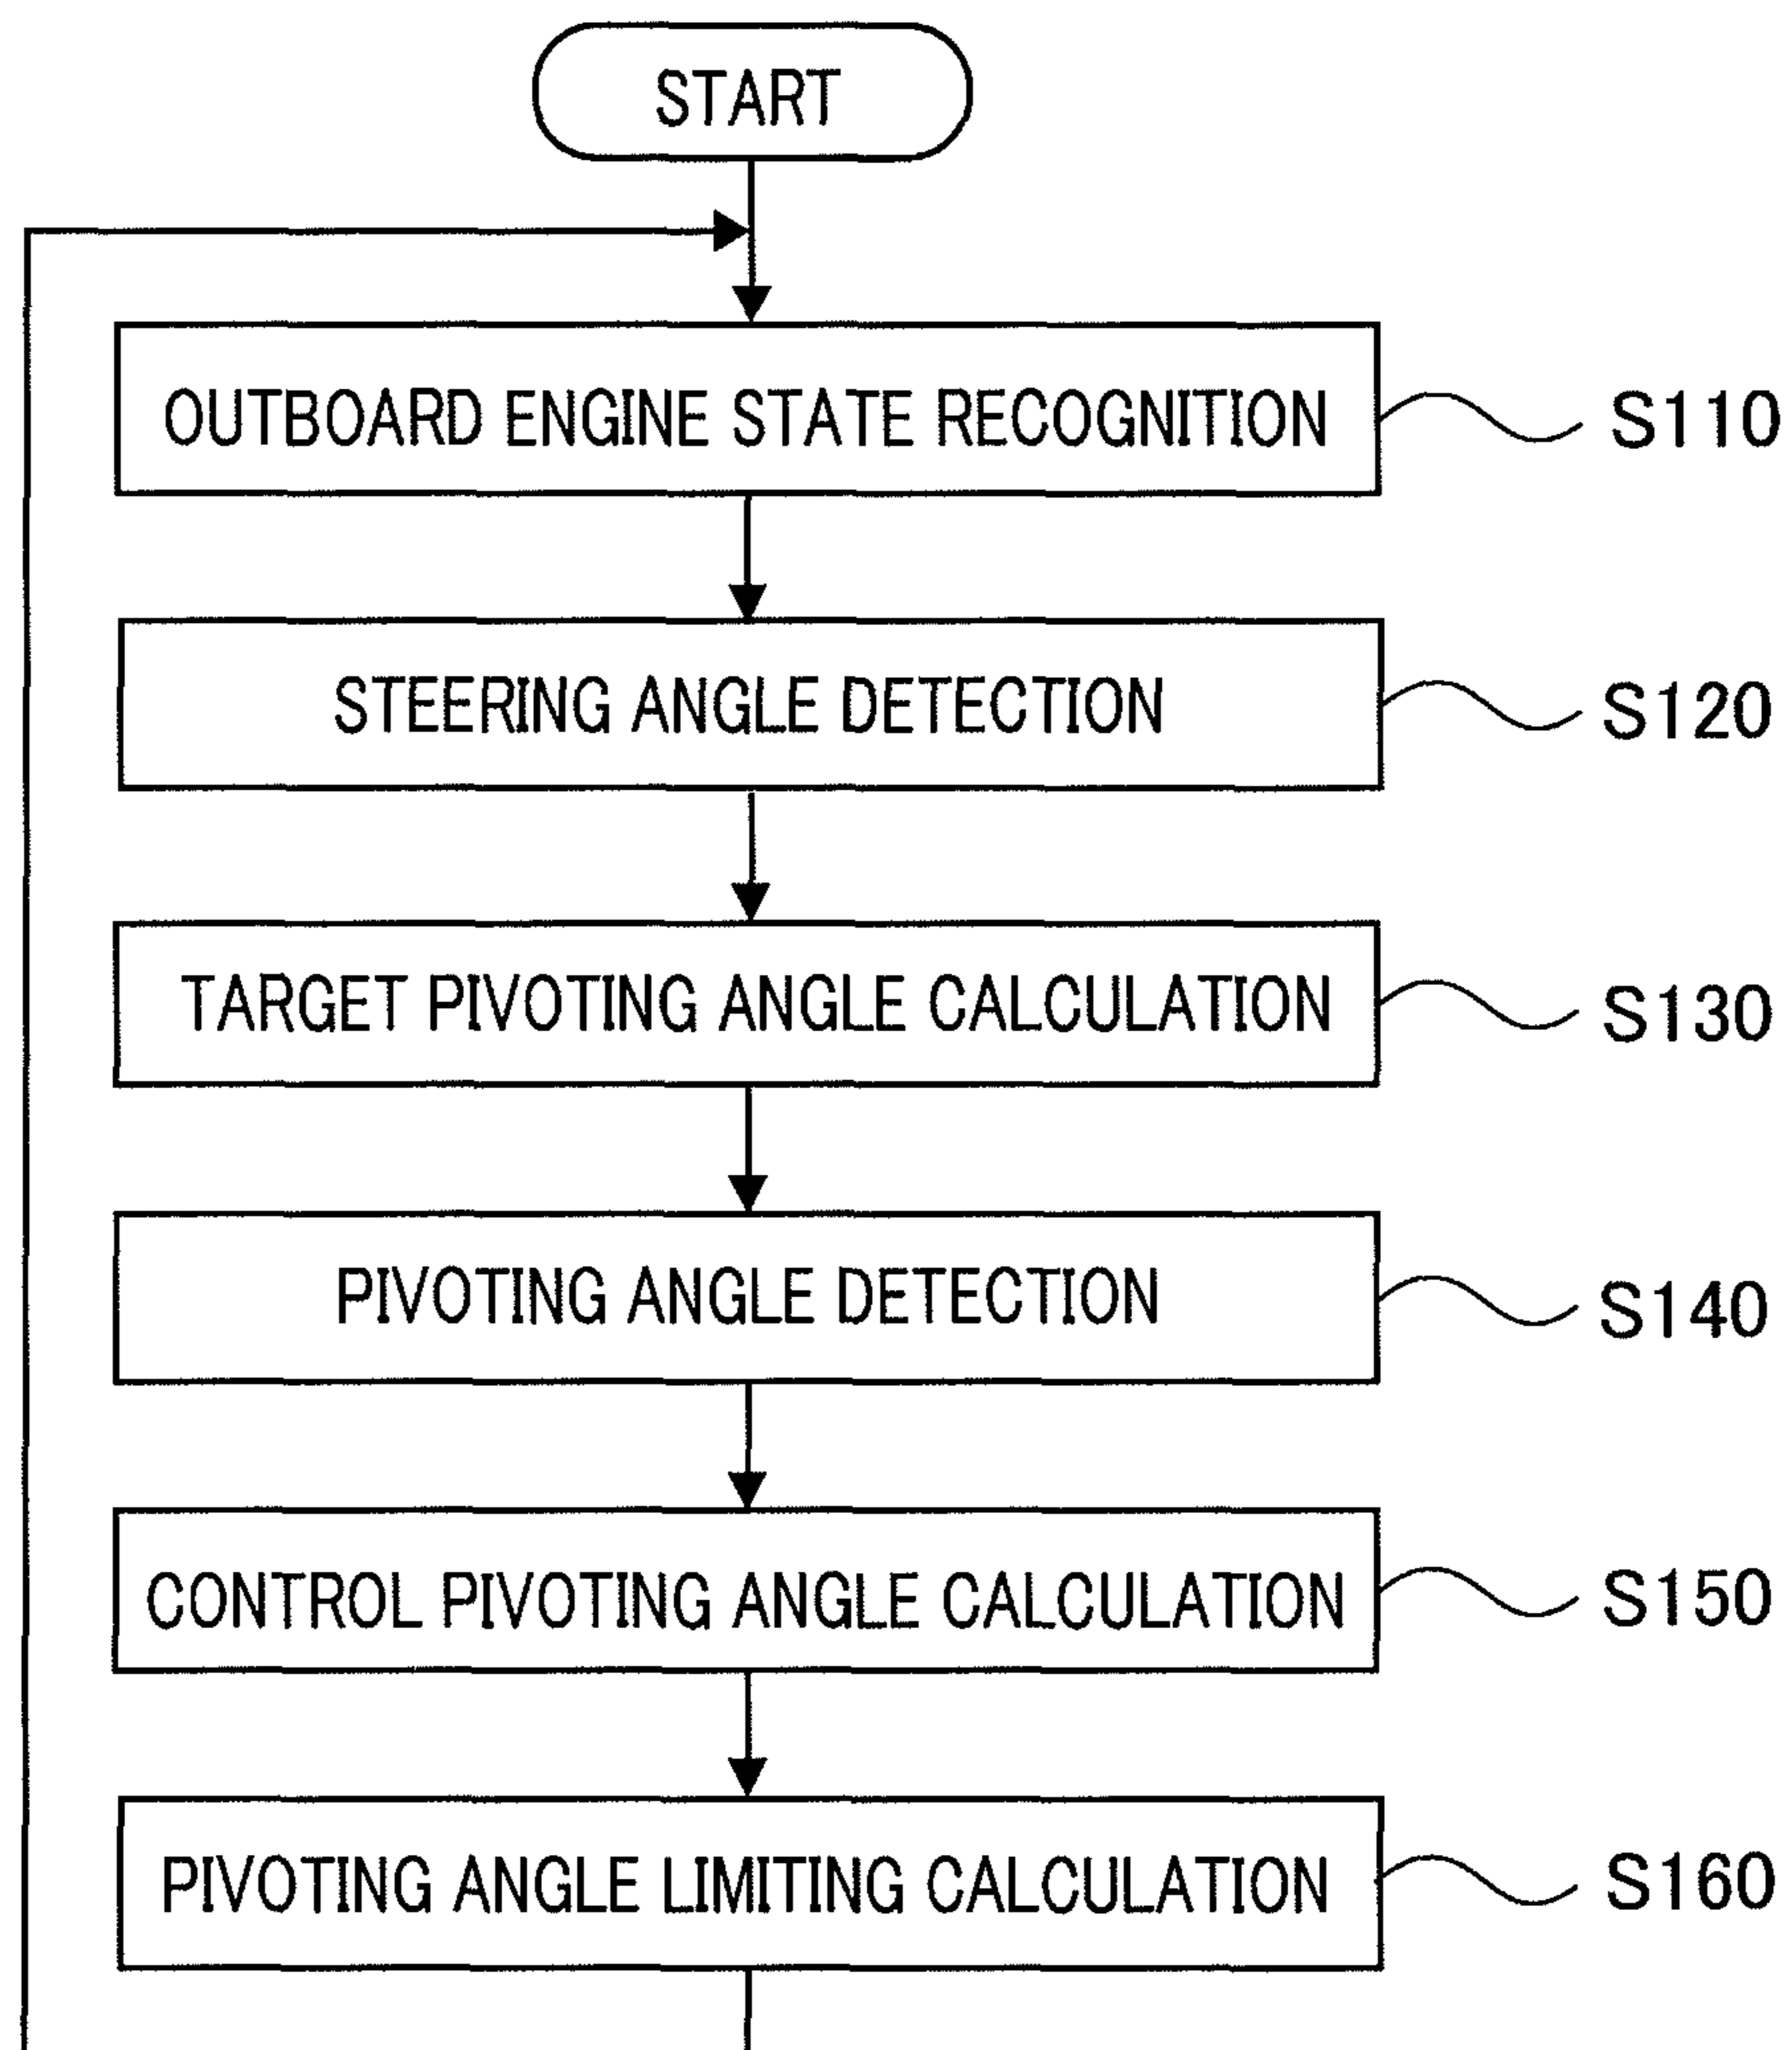 START
OUTBOARD ENGINE STATE RECOGNITION S110
STEERING ANGLE DETECTION S120
TARGET PIVOTING ANGLE CALCULATION S130
PIVOTING ANGLE DETECTION S140
CONTROL PIVOTING ANGLE CALCULATION S150
PIVOTING ANGLE LIMITING CALCULATION S160